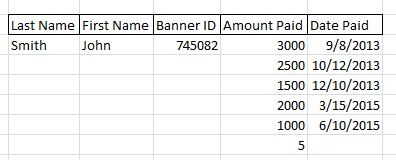 Last Name First Name Banner ID Amount Paid Date Paid
Smith John 745082 3000 9/8/2013
2500 10/12/2013
1500 12/10/2013
2000 3/15/2015
1000 6/10/2015
5